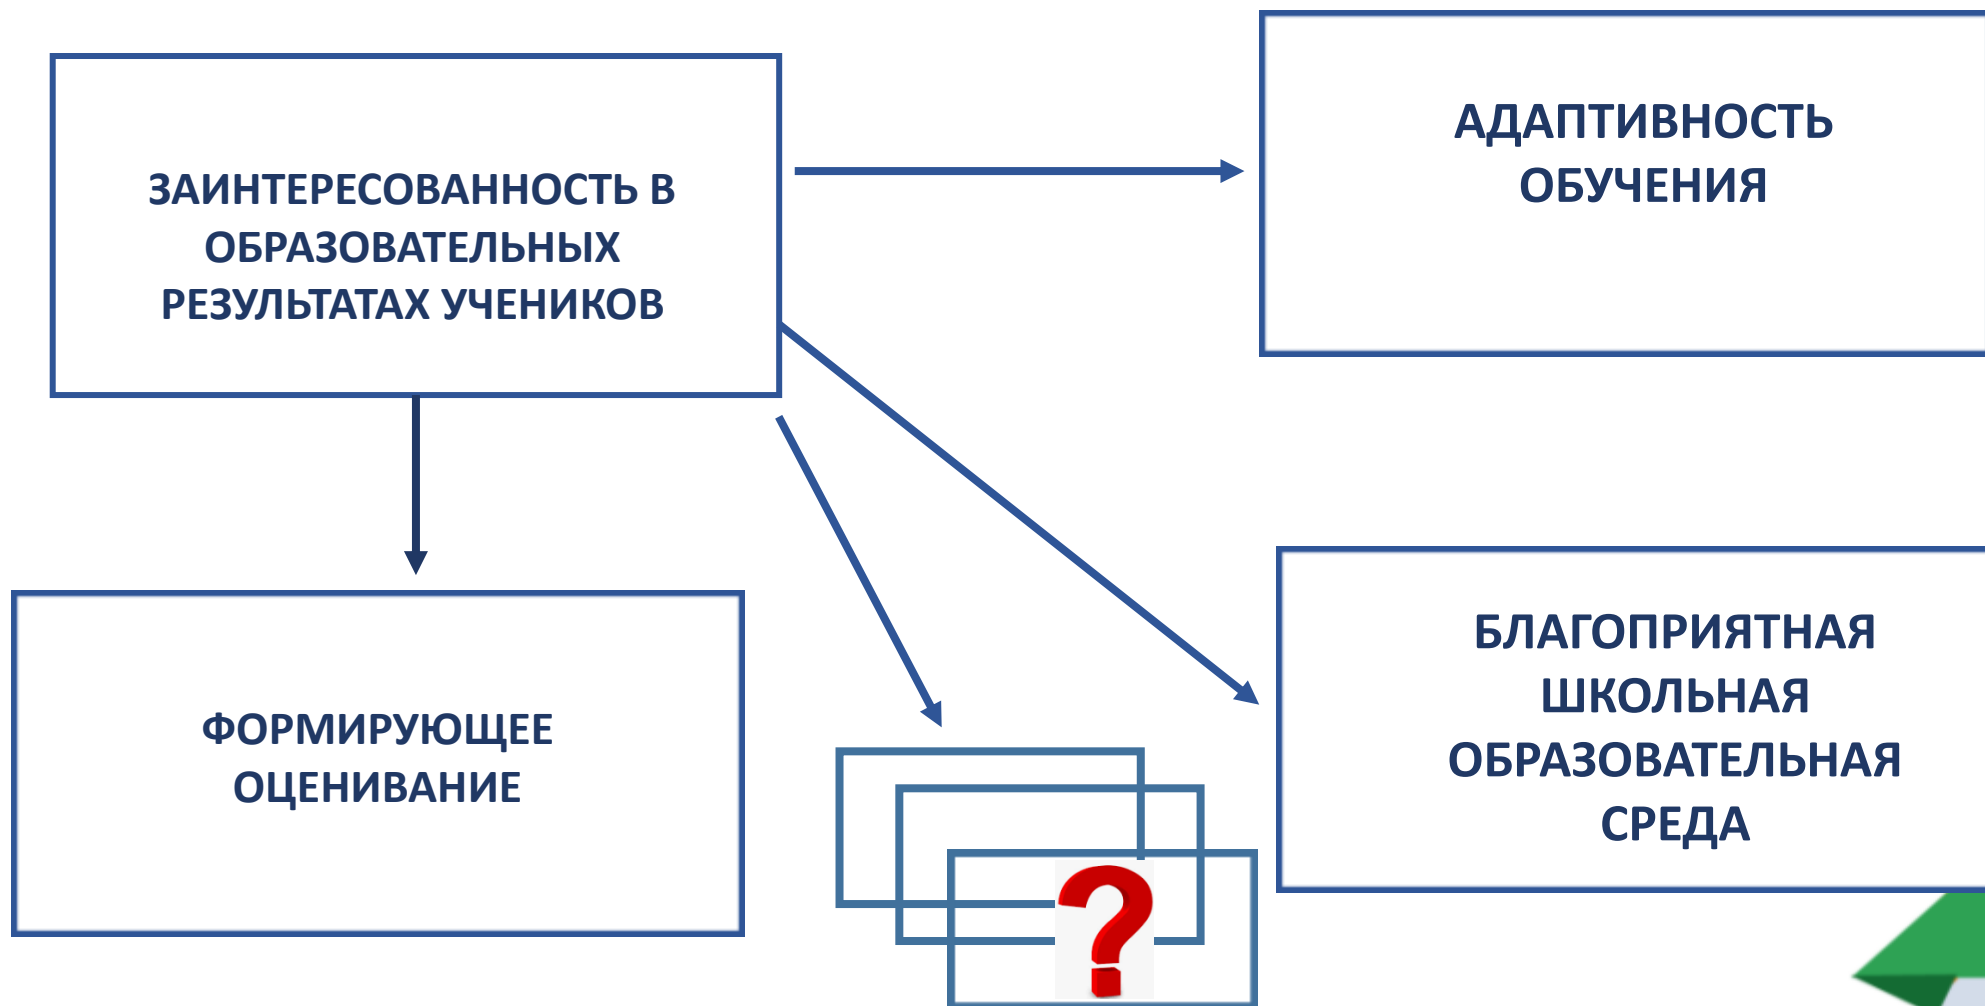 ЗАИНТЕРЕСОВАННОСТЬ В
ОБРАЗОВАТЕЛЬНЫХ
РЕЗУЛЬТАТАХ УЧЕНИКОВ
АДАПТИВНОСТЬ
ОБУЧЕНИЯ
ФОРМИРУЮЩЕЕ
ОЦЕНИВАНИЕ
?
БЛАГОПРИЯТНАЯ
ШКОЛЬНАЯ
ОБРАЗОВАТЕЛЬНАЯ
СРЕДА